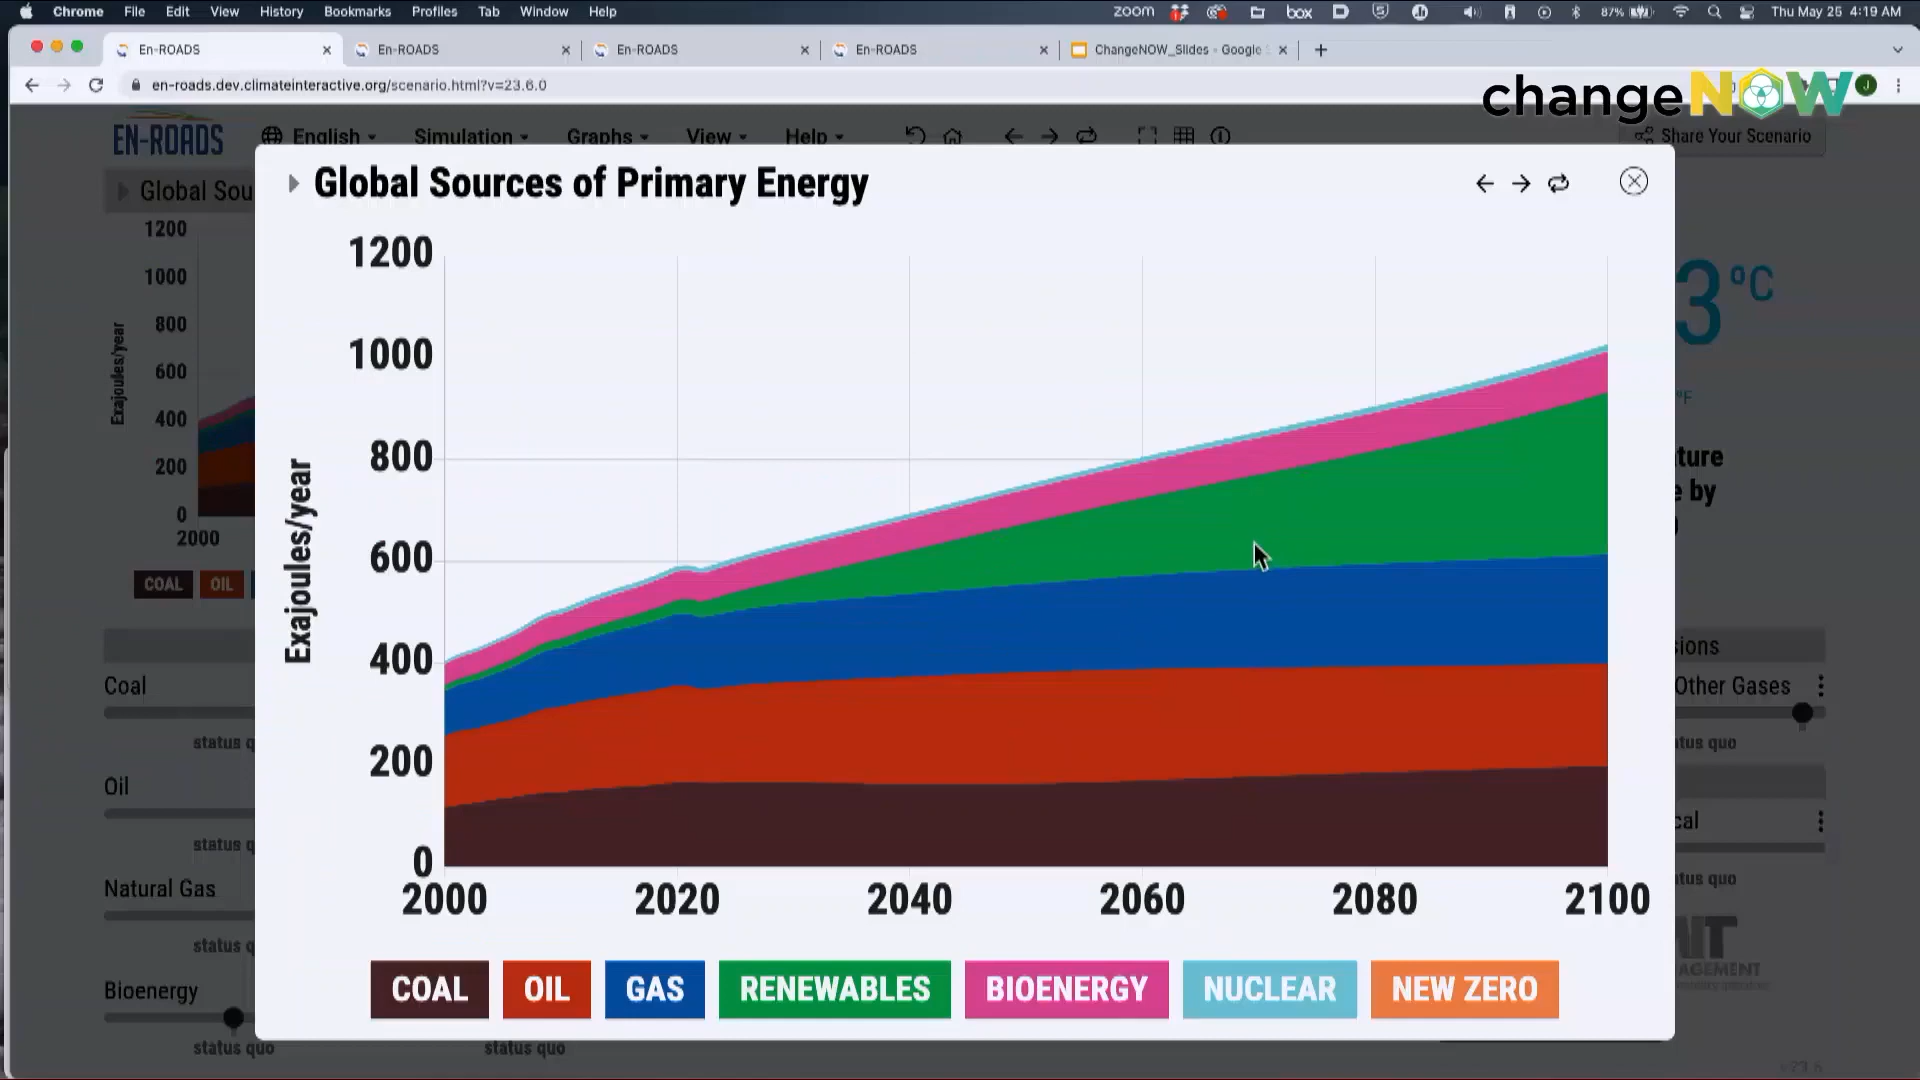 Chrome File Edit View History Bookmarks Profiles Tab Window Help zoom box 87% Thu May 25 4:19 AM
En-ROADS En-ROADS En-ROADS En-ROADS ChangeNOW_Slides - Google S
en-roads.dev.climateinteractive.org/scenario.html?v=23.6.0
changeNOW
J
EN-ROADS English Simulation Graphs View Help Share Your Scenario
Global Sou
Global Sources of Primary Energy
1200
1000
800
600
400
200
0
Exajoules/year
2000
COAL OIL
1200
1000
800
600
400
200
0
Exajoules/year
2000 2020 2040 2060 2080 2100
COAL OIL GAS RENEWABLES BIOENERGY NUCLEAR NEW ZERO
3°C
°F
ture
e by
Coal
status q
Oil
status q
Natural Gas
status q
Bioenergy
status quo status quo
sions
Other Gases
tus quo
cal
tus quo
MIT
AGEMENT